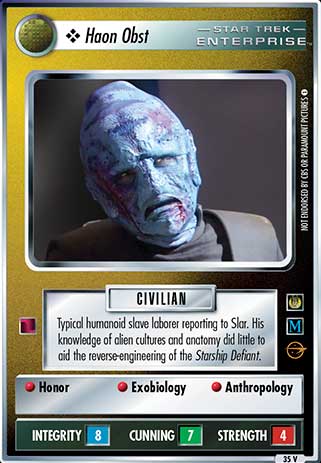 ❖ Haon Obst
STAR TREK
ENTERPRISE™
NOT ENDORSED BY CBS OR PARAMOUNT PICTURES
CIVILIAN
Typical humanoid slave laborer reporting to Slar. His
knowledge of alien cultures and anatomy did little to
aid the reverse-engineering of the Starship Defiant.
M
Honor
Exobiology
Anthropology
INTEGRITY 8
CUNNING 7
STRENGTH 4
35 V